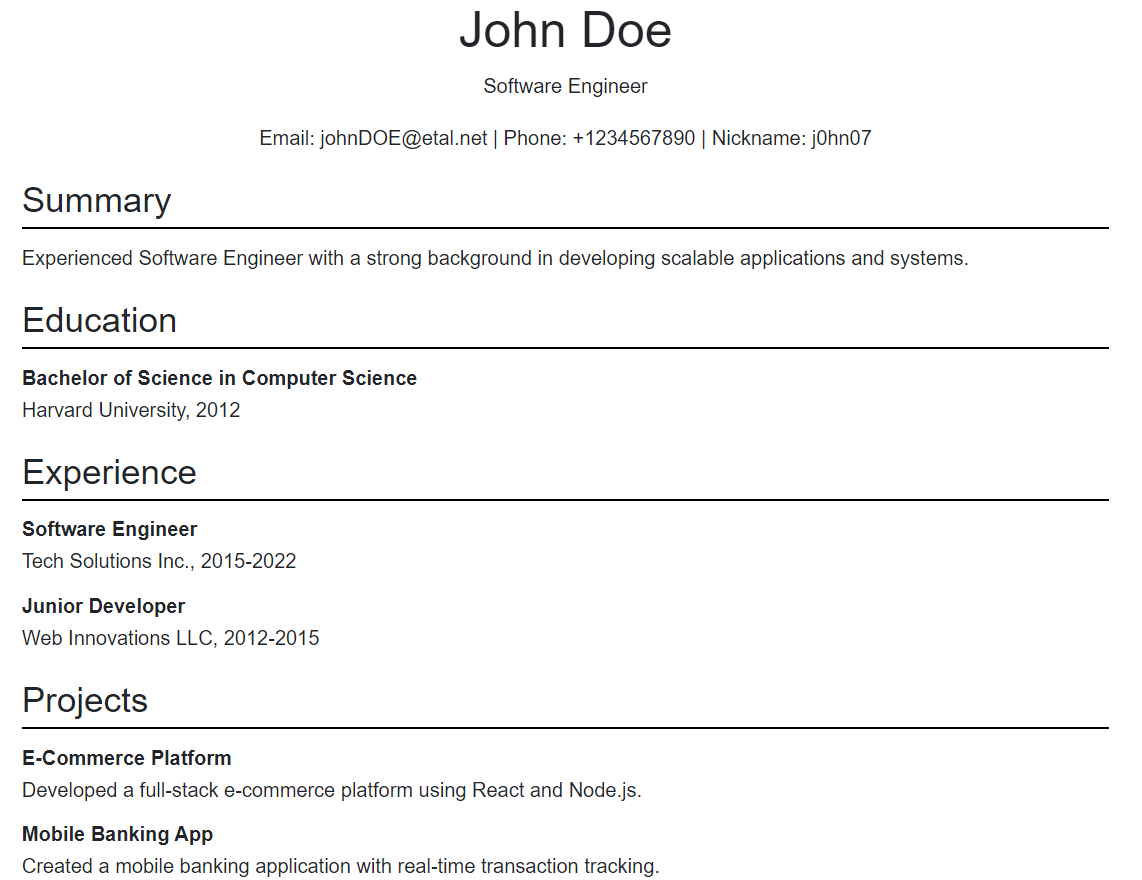 John Doe
Software Engineer
Email: johnDOE@etal.net | Phone: +1234567890 | Nickname: j0hn07
Summary
Experienced Software Engineer with a strong background in developing scalable applications and systems.
Education
Bachelor of Science in Computer Science
Harvard University, 2012
Experience
Software Engineer
Tech Solutions Inc., 2015-2022
Junior Developer
Web Innovations LLC, 2012-2015
Projects
E-Commerce Platform
Developed a full-stack e-commerce platform using React and Node.js.
Mobile Banking App
Created a mobile banking application with real-time transaction tracking.